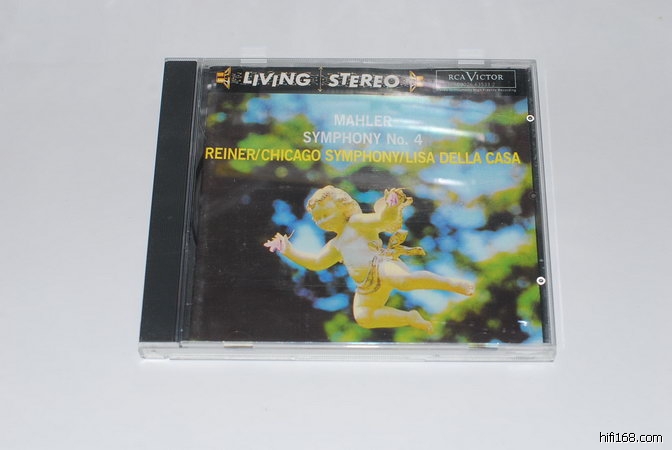 LIVING STEREO
RCA VICTOR
MAHLER
SYMPHONY No. 4
REINER/CHICAGO SYMPHONY/LISA DELLA CASA
hifi168.com